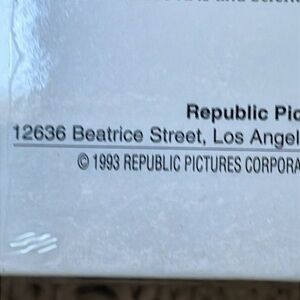 Republic Pic
12636 Beatrice Street, Los Angel
© 1993 REPUBLIC PICTURES CORPORA